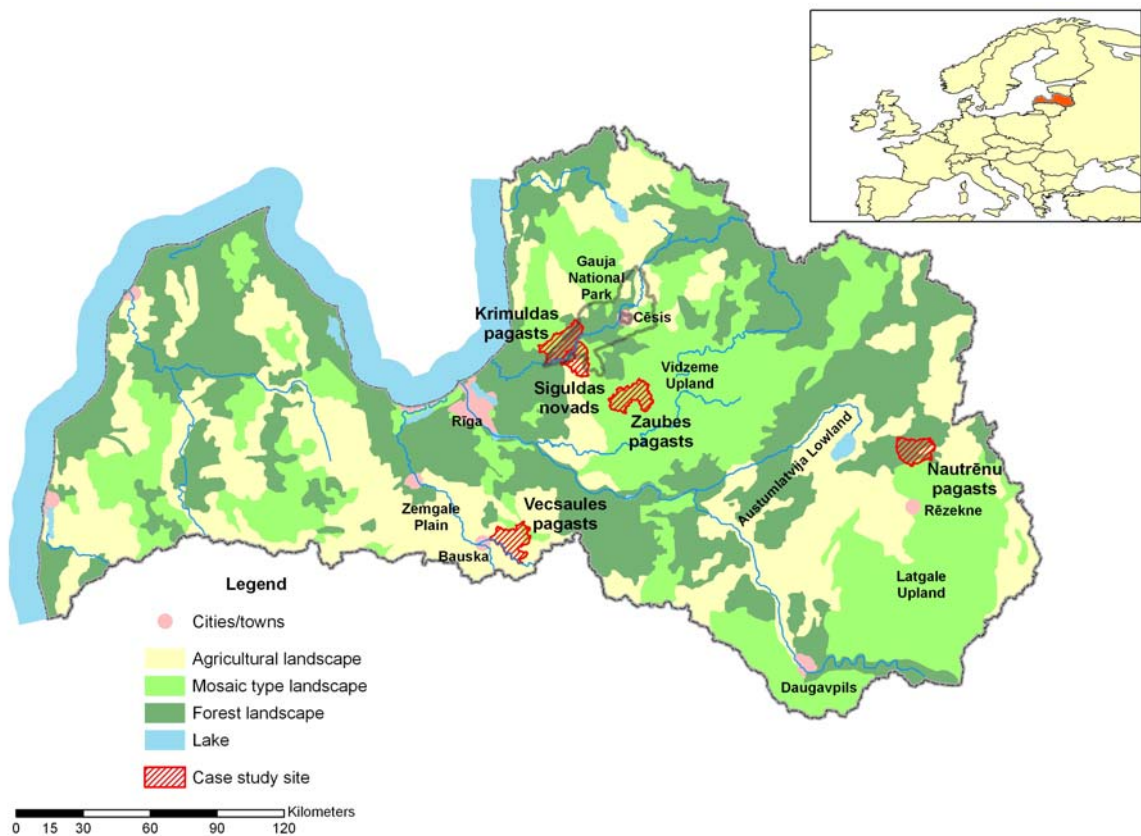 Gauja
National
Park
Krimuldas
pagasts
Cēsis
Siguldas
novads
Vidzeme
Upland
Zaubes
pagasts
Rīga
Austumlatvija Lowland
Nautrēnu
pagasts
Rēzekne
Zemgale
Plain
Vecsaules
pagasts
Bauska
Latgale
Upland
Daugavpils
Legend
Cities/towns
Agricultural landscape
Mosaic type landscape
Forest landscape
Lake
Case study site
Kilometers
0 15 30 60 90 120